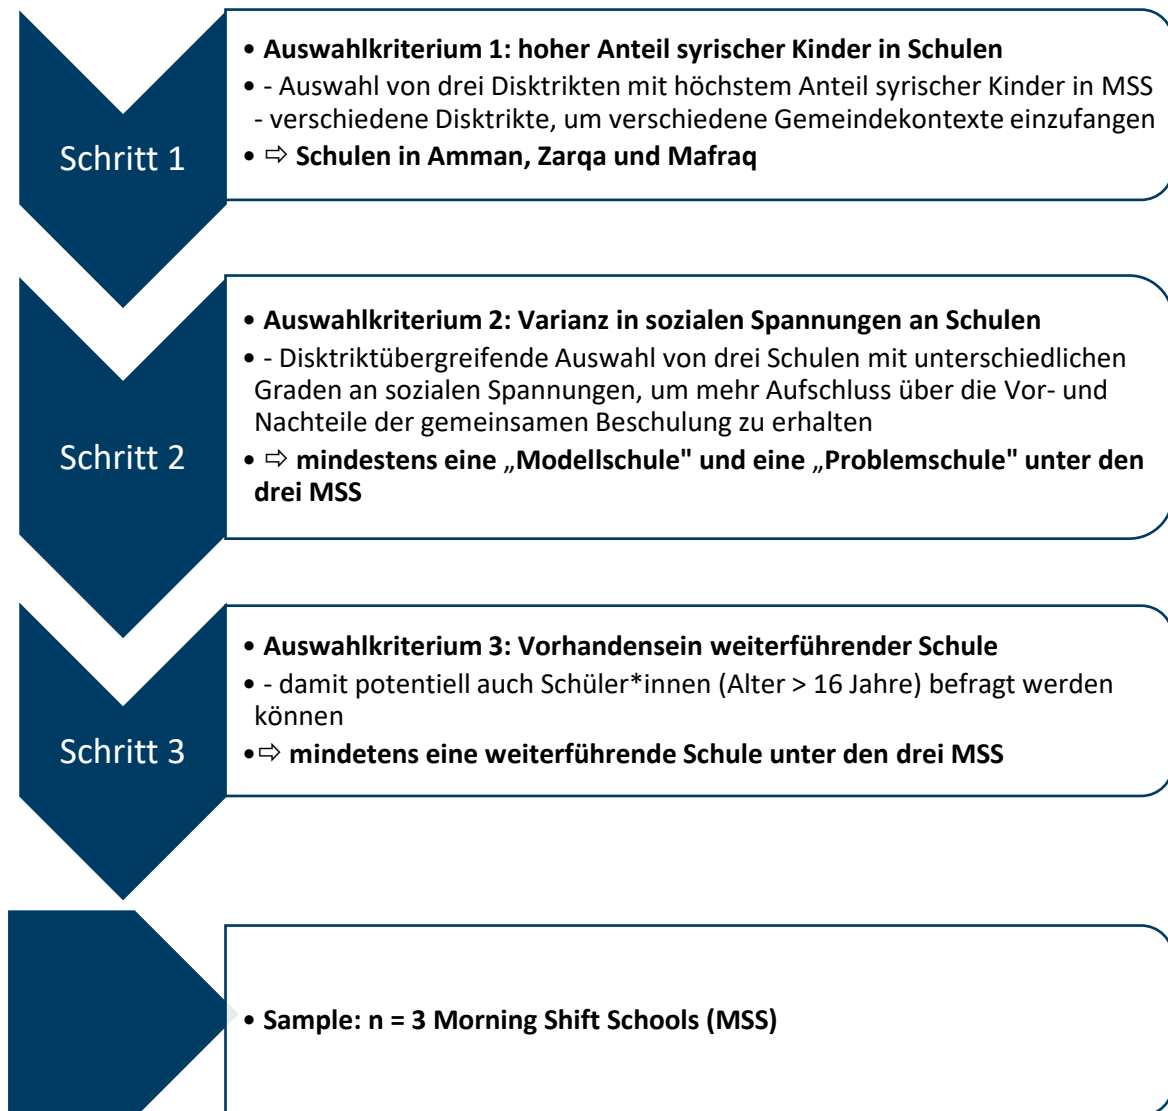 Schritt 1
• Auswahlkriterium 1: hoher Anteil syrischer Kinder in Schulen
• - Auswahl von drei Disktrikten mit höchstem Anteil syrischer Kinder in MSS
- verschiedene Disktrikte, um verschiedene Gemeindekontexte einzufangen
• ⇨ Schulen in Amman, Zarqa und Mafraq
Schritt 2
• Auswahlkriterium 2: Varianz in sozialen Spannungen an Schulen
• - Disktriktübergreifende Auswahl von drei Schulen mit unterschiedlichen
Graden an sozialen Spannungen, um mehr Aufschluss über die Vor- und
Nachteile der gemeinsamen Beschulung zu erhalten
• ⇨ mindestens eine „Modellschule" und eine „Problemschule" unter den
drei MSS
Schritt 3
• Auswahlkriterium 3: Vorhandensein weiterführender Schule
• - damit potentiell auch Schüler*innen (Alter > 16 Jahre) befragt werden
können
• ⇨ mindetens eine weiterführende Schule unter den drei MSS
• Sample: n = 3 Morning Shift Schools (MSS)